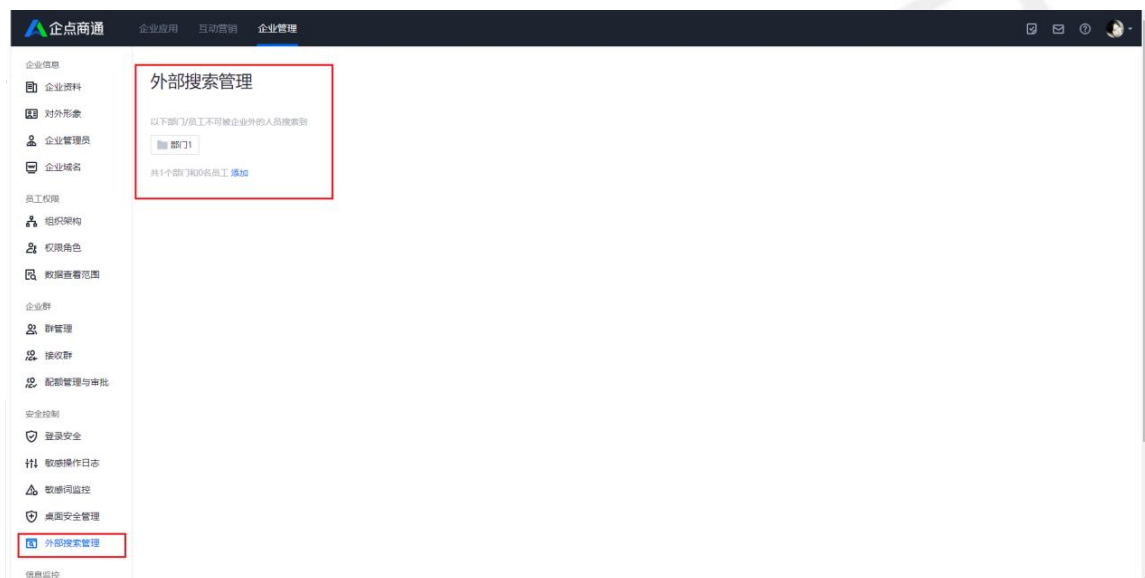 企点商通 企业应用 互动营销 企业管理
企业信息
企业资料
对外形象
企业管理员
企业域名
员工权限
组织架构
权限角色
数据查看范围
企业群
群管理
接收群
配额管理与审批
安全控制
登录安全
敏感操作日志
敏感词监控
桌面安全管理
外部搜索管理
信息监控
外部搜索管理
以下部门/员工不可被企业外的人员搜索到
部门1
共1个部门和0名员工 添加